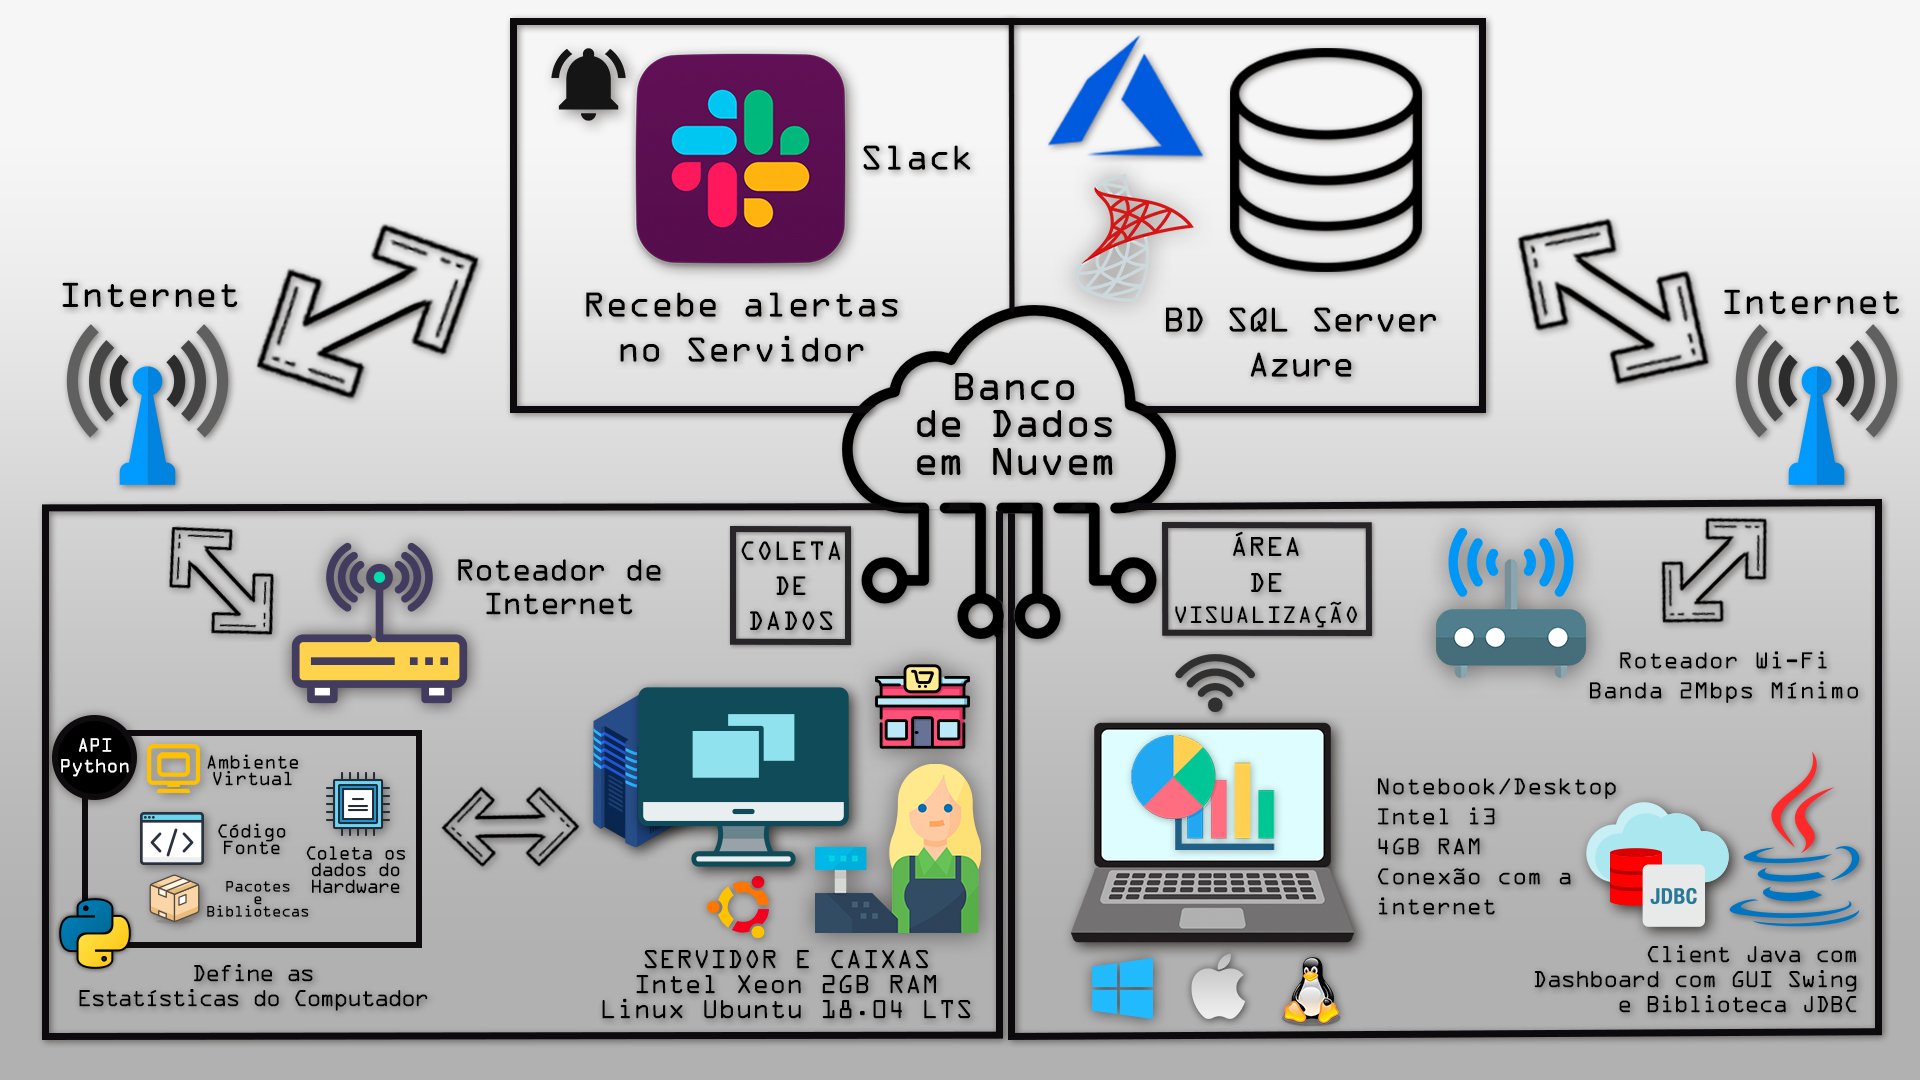 Slack
Recebe alertas
no Servidor
BD SQL Server
Azure
Internet
Internet
Banco
de Dados
em Nuvem
Roteador de
Internet
COLETA
DE
DADOS
API
Python
Ambiente
Virtual
Código
Fonte
Pacotes
e
Bibliotecas
Coleta os
dados do
Hardware
Define as
Estatísticas do Computador
SERVIDOR E CAIXAS
Intel Xeon 2GB RAM
Linux Ubuntu 18.04 LTS
ÁREA
DE
VISUALIZAÇÃO
Roteador Wi-Fi
Banda 2Mbps Mínimo
Notebook/Desktop
Intel i3
4GB RAM
Conexão com a
internet
JDBC
Client Java com
Dashboard com GUI Swing
e Biblioteca JDBC